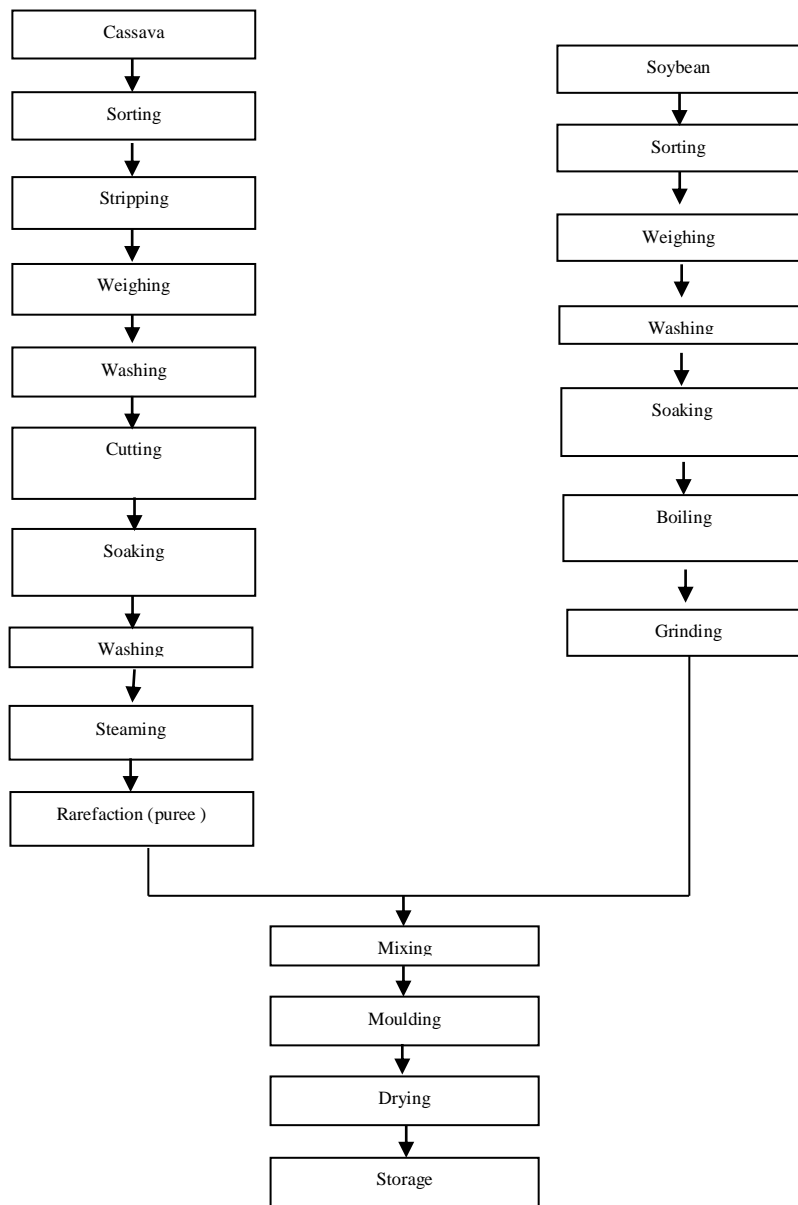 Cassava
Sorting
Stripping
Weighing
Washing
Cutting
Soaking
Washing
Steaming
Rarefaction (puree )
Soybean
Sorting
Weighing
Washing
Soaking
Boiling
Grinding
Mixing
Moulding
Drying
Storage